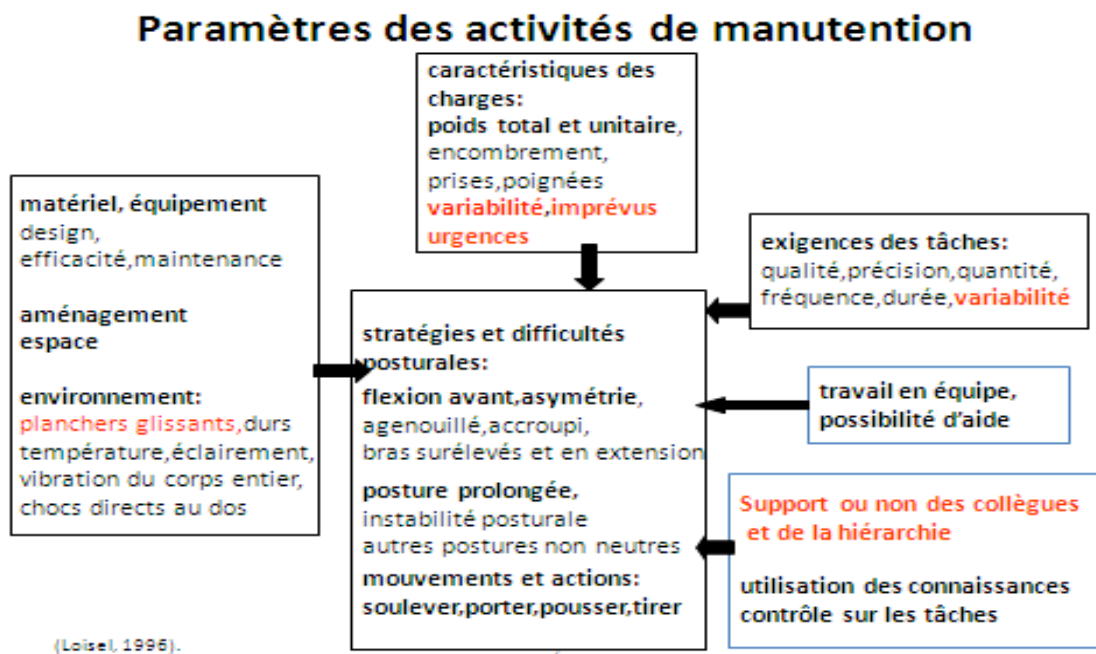 Paramètres des activités de manutention
caractéristiques des
charges:
poids total et unitaire,
encombrement,
prises,poignées
variabilité,imprévus
urgences
matériel, équipement
design,
efficacité,maintenance
aménagement
espace
environnement:
planchers glissants,durs
température,éclairement,
vibration du corps entier,
chocs directs au dos
stratégies et difficultés
posturales:
flexion avant,asymétrie,
agenouillé,accroupi,
bras surélevés et en extension
posture prolongée,
instabilité posturale
autres postures non neutres
mouvements et actions:
soulever,porter,pousser,tirer
exigences des tâches:
qualité,précision,quantité,
fréquence,durée,variabilité
travail en équipe,
possibilité d'aide
Support ou non des collègues
et de la hiérarchie
utilisation des connaissances
contrôle sur les tâches
(Loisel, 1996).